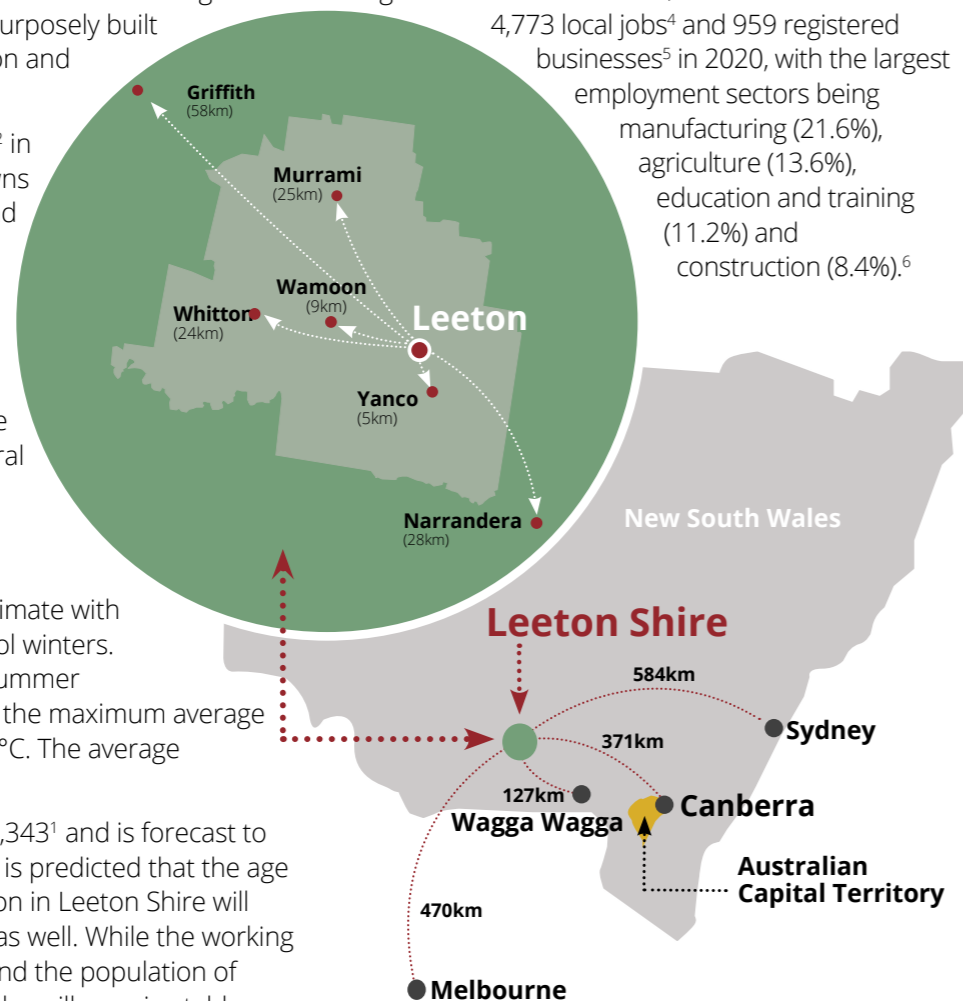 urposely built
on and
² in
wns
d
e
ral
imate with
ol winters.
ummer
the maximum average
°C. The average
,343¹ and is forecast to
is predicted that the age
on in Leeton Shire will
as well. While the working
nd the population of
4,773 local jobs⁴ and 959 registered
businesses⁵ in 2020, with the largest
employment sectors being
manufacturing (21.6%),
agriculture (13.6%),
education and training
(11.2%) and
construction (8.4%).⁶
Griffith
(58km)
Murrami
(25km)
Wamoon
(9km)
Whitton
(24km)
Leeton
Yanco
(5km)
Narrandera
(28km)
New South Wales
Leeton Shire
584km
Sydney
371km
127km
Wagga Wagga
Canberra
Australian
Capital Territory
470km
Melbourne